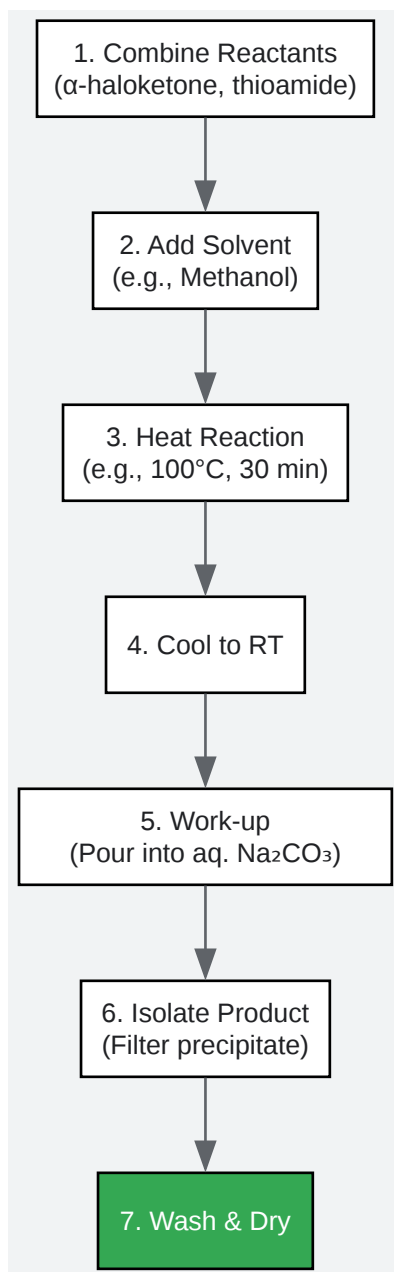 1. Combine Reactants
(α-haloketone, thioamide)
2. Add Solvent
(e.g., Methanol)
3. Heat Reaction
(e.g., 100°C, 30 min)
4. Cool to RT
5. Work-up
(Pour into aq. Na₂CO₃)
6. Isolate Product
(Filter precipitate)
7. Wash & Dry